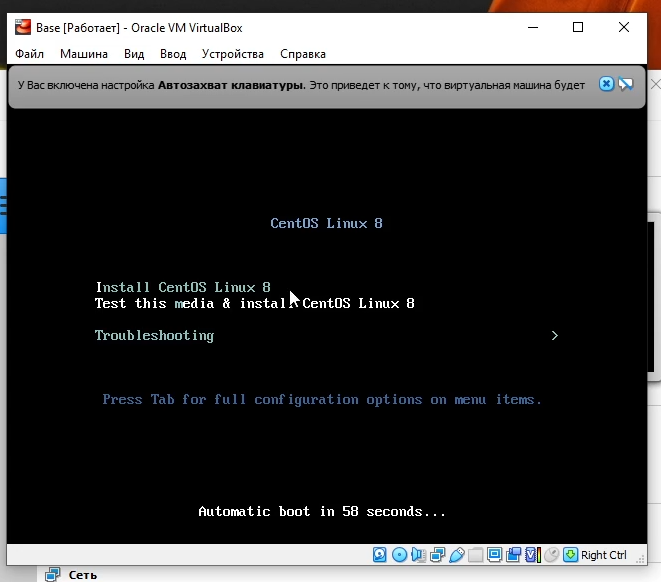 Base [Работает] - Oracle VM VirtualBox
Файл Машина Вид Ввод Устройства Справка
У Вас включена настройка Автозахват клавиатуры. Это приведет к тому, что виртуальная машина будет
CentOS Linux 8
Install CentOS Linux 8
Test this media & install CentOS Linux 8
Troubleshooting >
Press Tab for full configuration options on menu items.
Automatic boot in 58 seconds...
Right Ctrl
Сеть